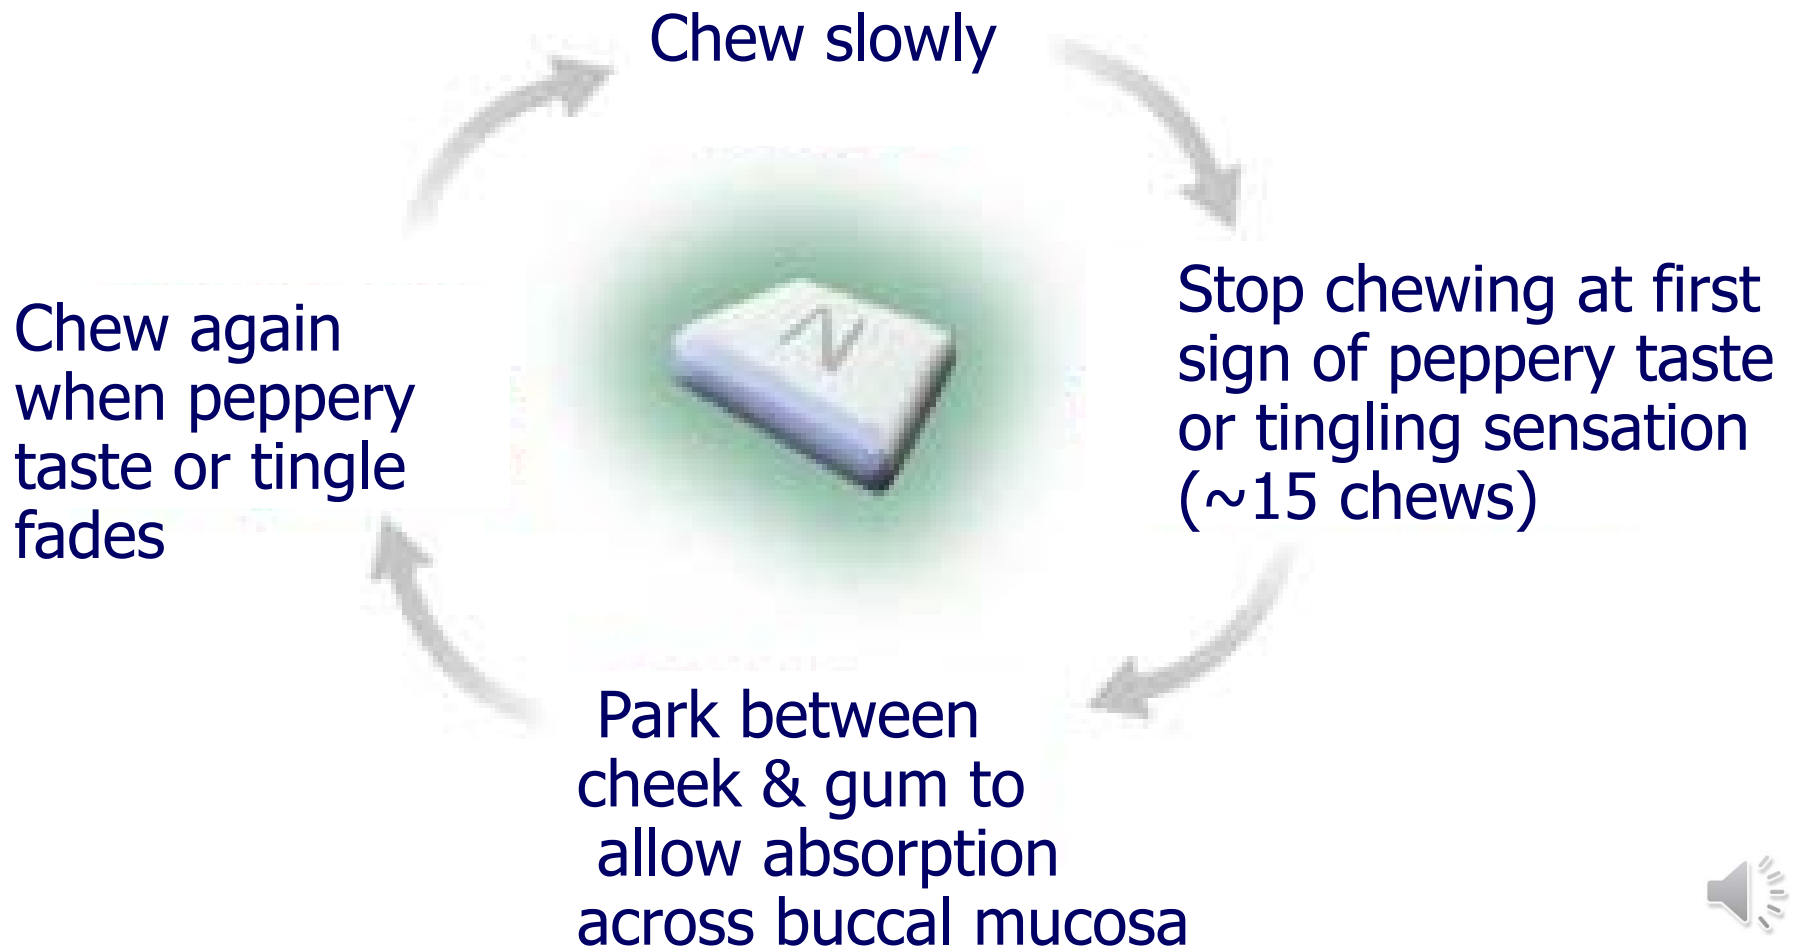 Chew slowly
Stop chewing at first
sign of peppery taste
or tingling sensation
(~15 chews)
Park between
cheek & gum to
allow absorption
across buccal mucosa
Chew again
when peppery
taste or tingle
fades
N